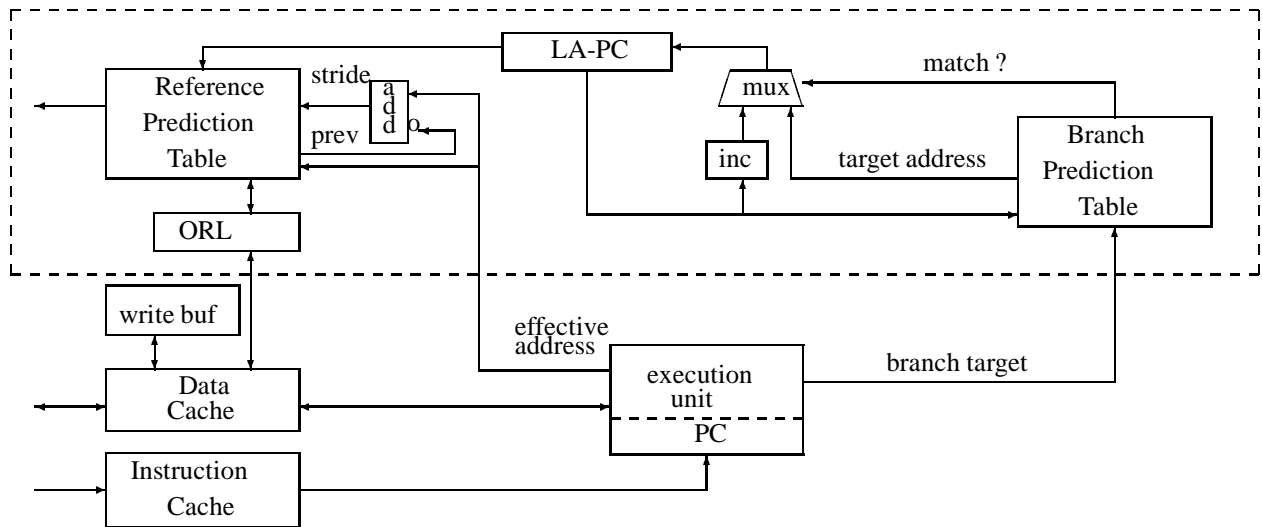 LA-PC
match ?
mux
Reference
Prediction
Table
stride
a
d
d
o
prev
inc
target address
Branch
Prediction
Table
ORL
write buf
effective
address
branch target
execution
unit
PC
Data
Cache
Instruction
Cache